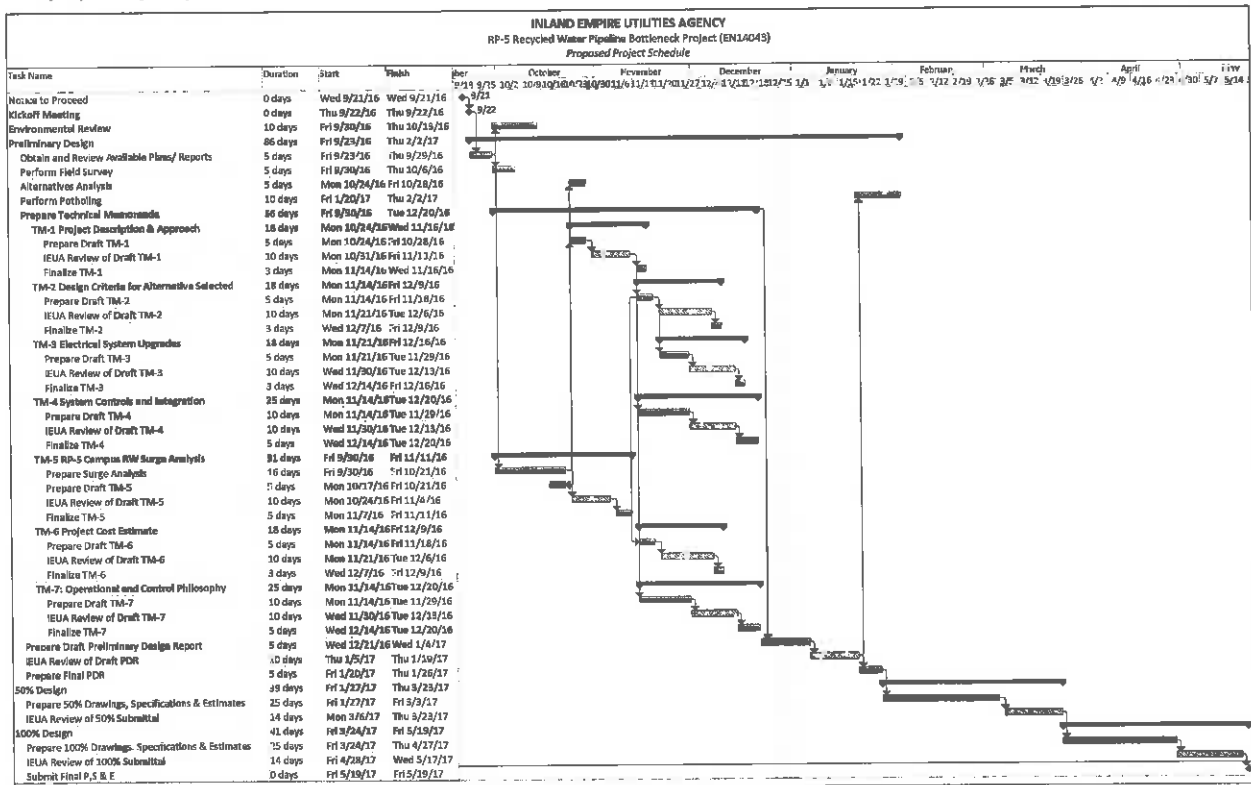 INLAND EMPIRE UTILITIES AGENCY
RP-5 Recycled Water Pipeline Bottleneck Project (EN14043)
Proposed Project Schedule
Task Name Duration Start Finish October November December January Februar March April
Notice to Proceed 0 days Wed 9/21/16 Wed 9/21/16 9/21
Kickoff Meeting 0 days Thu 9/22/16 Thu 9/22/16 9/22
Environmental Review 10 days Fri 9/30/16 Thu 10/13/16
Preliminary Design 86 days Fri 9/23/16 Thu 2/2/17
Obtain and Review Available Plans/ Reports 5 days Fri 9/23/16 Thu 9/29/16
Perform Field Survey 5 days Fri 9/30/16 Thu 10/6/16
Alternatives Analysis 5 days Mon 10/24/16 Fri 10/28/16
Perform Potholing 10 days Fri 1/20/17 Thu 2/2/17
Prepare Technical Memoranda 56 days Fri 9/30/16 Tue 12/20/16
TM-1 Project Description & Approach 18 days Mon 10/24/16 Wed 11/16/16
Prepare Draft TM-1 5 days Mon 10/24/16 Fri 10/28/16
IEUA Review of Draft TM-1 10 days Mon 10/31/16 Fri 11/11/16
Finalize TM-1 3 days Mon 11/14/16 Wed 11/16/16
TM-2 Design Criteria for Alternative Selected 18 days Mon 11/14/16 Fri 12/9/16
Prepare Draft TM-2 5 days Mon 11/14/16 Fri 11/18/16
IEUA Review of Draft TM-2 10 days Mon 11/21/16 Tue 12/6/16
Finalize TM-2 3 days Wed 12/7/16 Fri 12/9/16
TM-3 Electrical System Upgrades 18 days Mon 11/21/16 Fri 12/16/16
Prepare Draft TM-3 5 days Mon 11/21/16 Tue 11/29/16
IEUA Review of Draft TM-3 10 days Wed 11/30/16 Tue 12/13/16
Finalize TM-3 3 days Wed 12/14/16 Fri 12/16/16
TM-4 System Controls and Integration 25 days Mon 11/14/16 Tue 12/20/16
Prepare Draft TM-4 10 days Mon 11/14/16 Tue 11/29/16
IEUA Review of Draft TM-4 10 days Wed 11/30/16 Tue 12/13/16
Finalize TM-4 5 days Wed 12/14/16 Tue 12/20/16
TM-5 RP-5 Campus RW Surge Analysis 31 days Fri 9/30/16 Fri 11/11/16
Prepare Surge Analysis 16 days Fri 9/30/16 Fri 10/21/16
Prepare Draft TM-5 5 days Mon 10/17/16 Fri 10/21/16
IEUA Review of Draft TM-5 10 days Mon 10/24/16 Fri 11/4/16
Finalize TM-5 5 days Mon 11/7/16 Fri 11/11/16
TM-6 Project Cost Estimate 18 days Mon 11/14/16 Fri 12/9/16
Prepare Draft TM-6 5 days Mon 11/14/16 Fri 11/18/16
IEUA Review of Draft TM-6 10 days Mon 11/21/16 Tue 12/6/16
Finalize TM-6 3 days Wed 12/7/16 Fri 12/9/16
TM-7: Operational and Control Philosophy 25 days Mon 11/14/16 Tue 12/20/16
Prepare Draft TM-7 10 days Mon 11/14/16 Tue 11/29/16
IEUA Review of Draft TM-7 10 days Wed 11/30/16 Tue 12/13/16
Finalize TM-7 5 days Wed 12/14/16 Tue 12/20/16
Prepare Draft Preliminary Design Report 5 days Wed 12/21/16 Wed 1/4/17
IEUA Review of Draft PDR 10 days Thu 1/5/17 Thu 1/19/17
Prepare Final PDR 5 days Fri 1/20/17 Thu 1/26/17
50% Design 39 days Fri 1/27/17 Thu 3/23/17
Prepare 50% Drawings, Specifications & Estimates 25 days Fri 1/27/17 Fri 3/3/17
IEUA Review of 50% Submittal 14 days Mon 3/6/17 Thu 3/23/17
100% Design 41 days Fri 3/24/17 Fri 5/19/17
Prepare 100% Drawings, Specifications & Estimates 25 days Fri 3/24/17 Thu 4/27/17
IEUA Review of 100% Submittal 14 days Fri 4/28/17 Wed 5/17/17
Submit Final P,S & E 0 days Fri 5/19/17 Fri 5/19/17